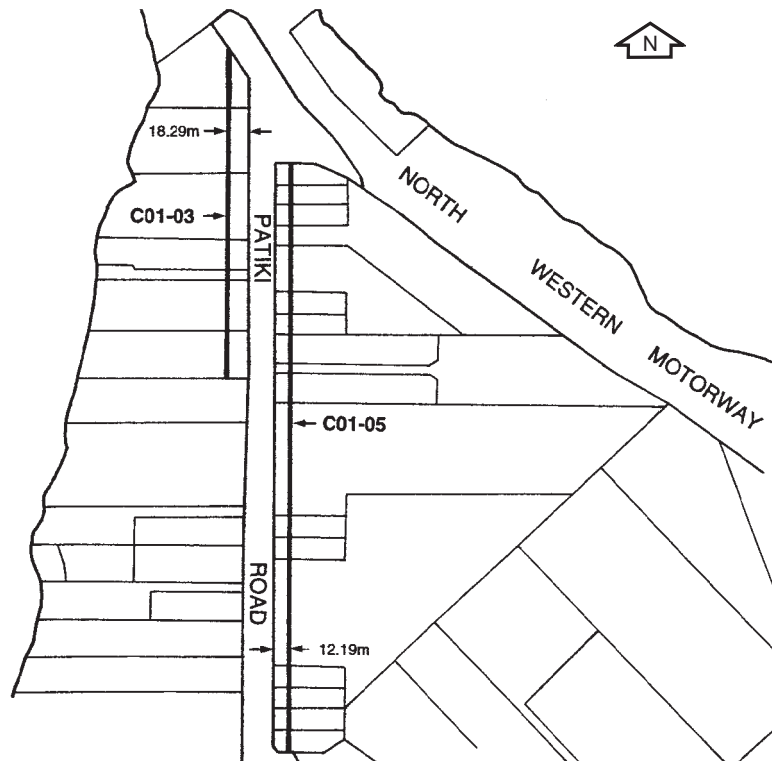 N
18.29m
NORTH
C01-03
PATIKI
WESTERN
MOTORWAY
C01-05
ROAD
12.19m